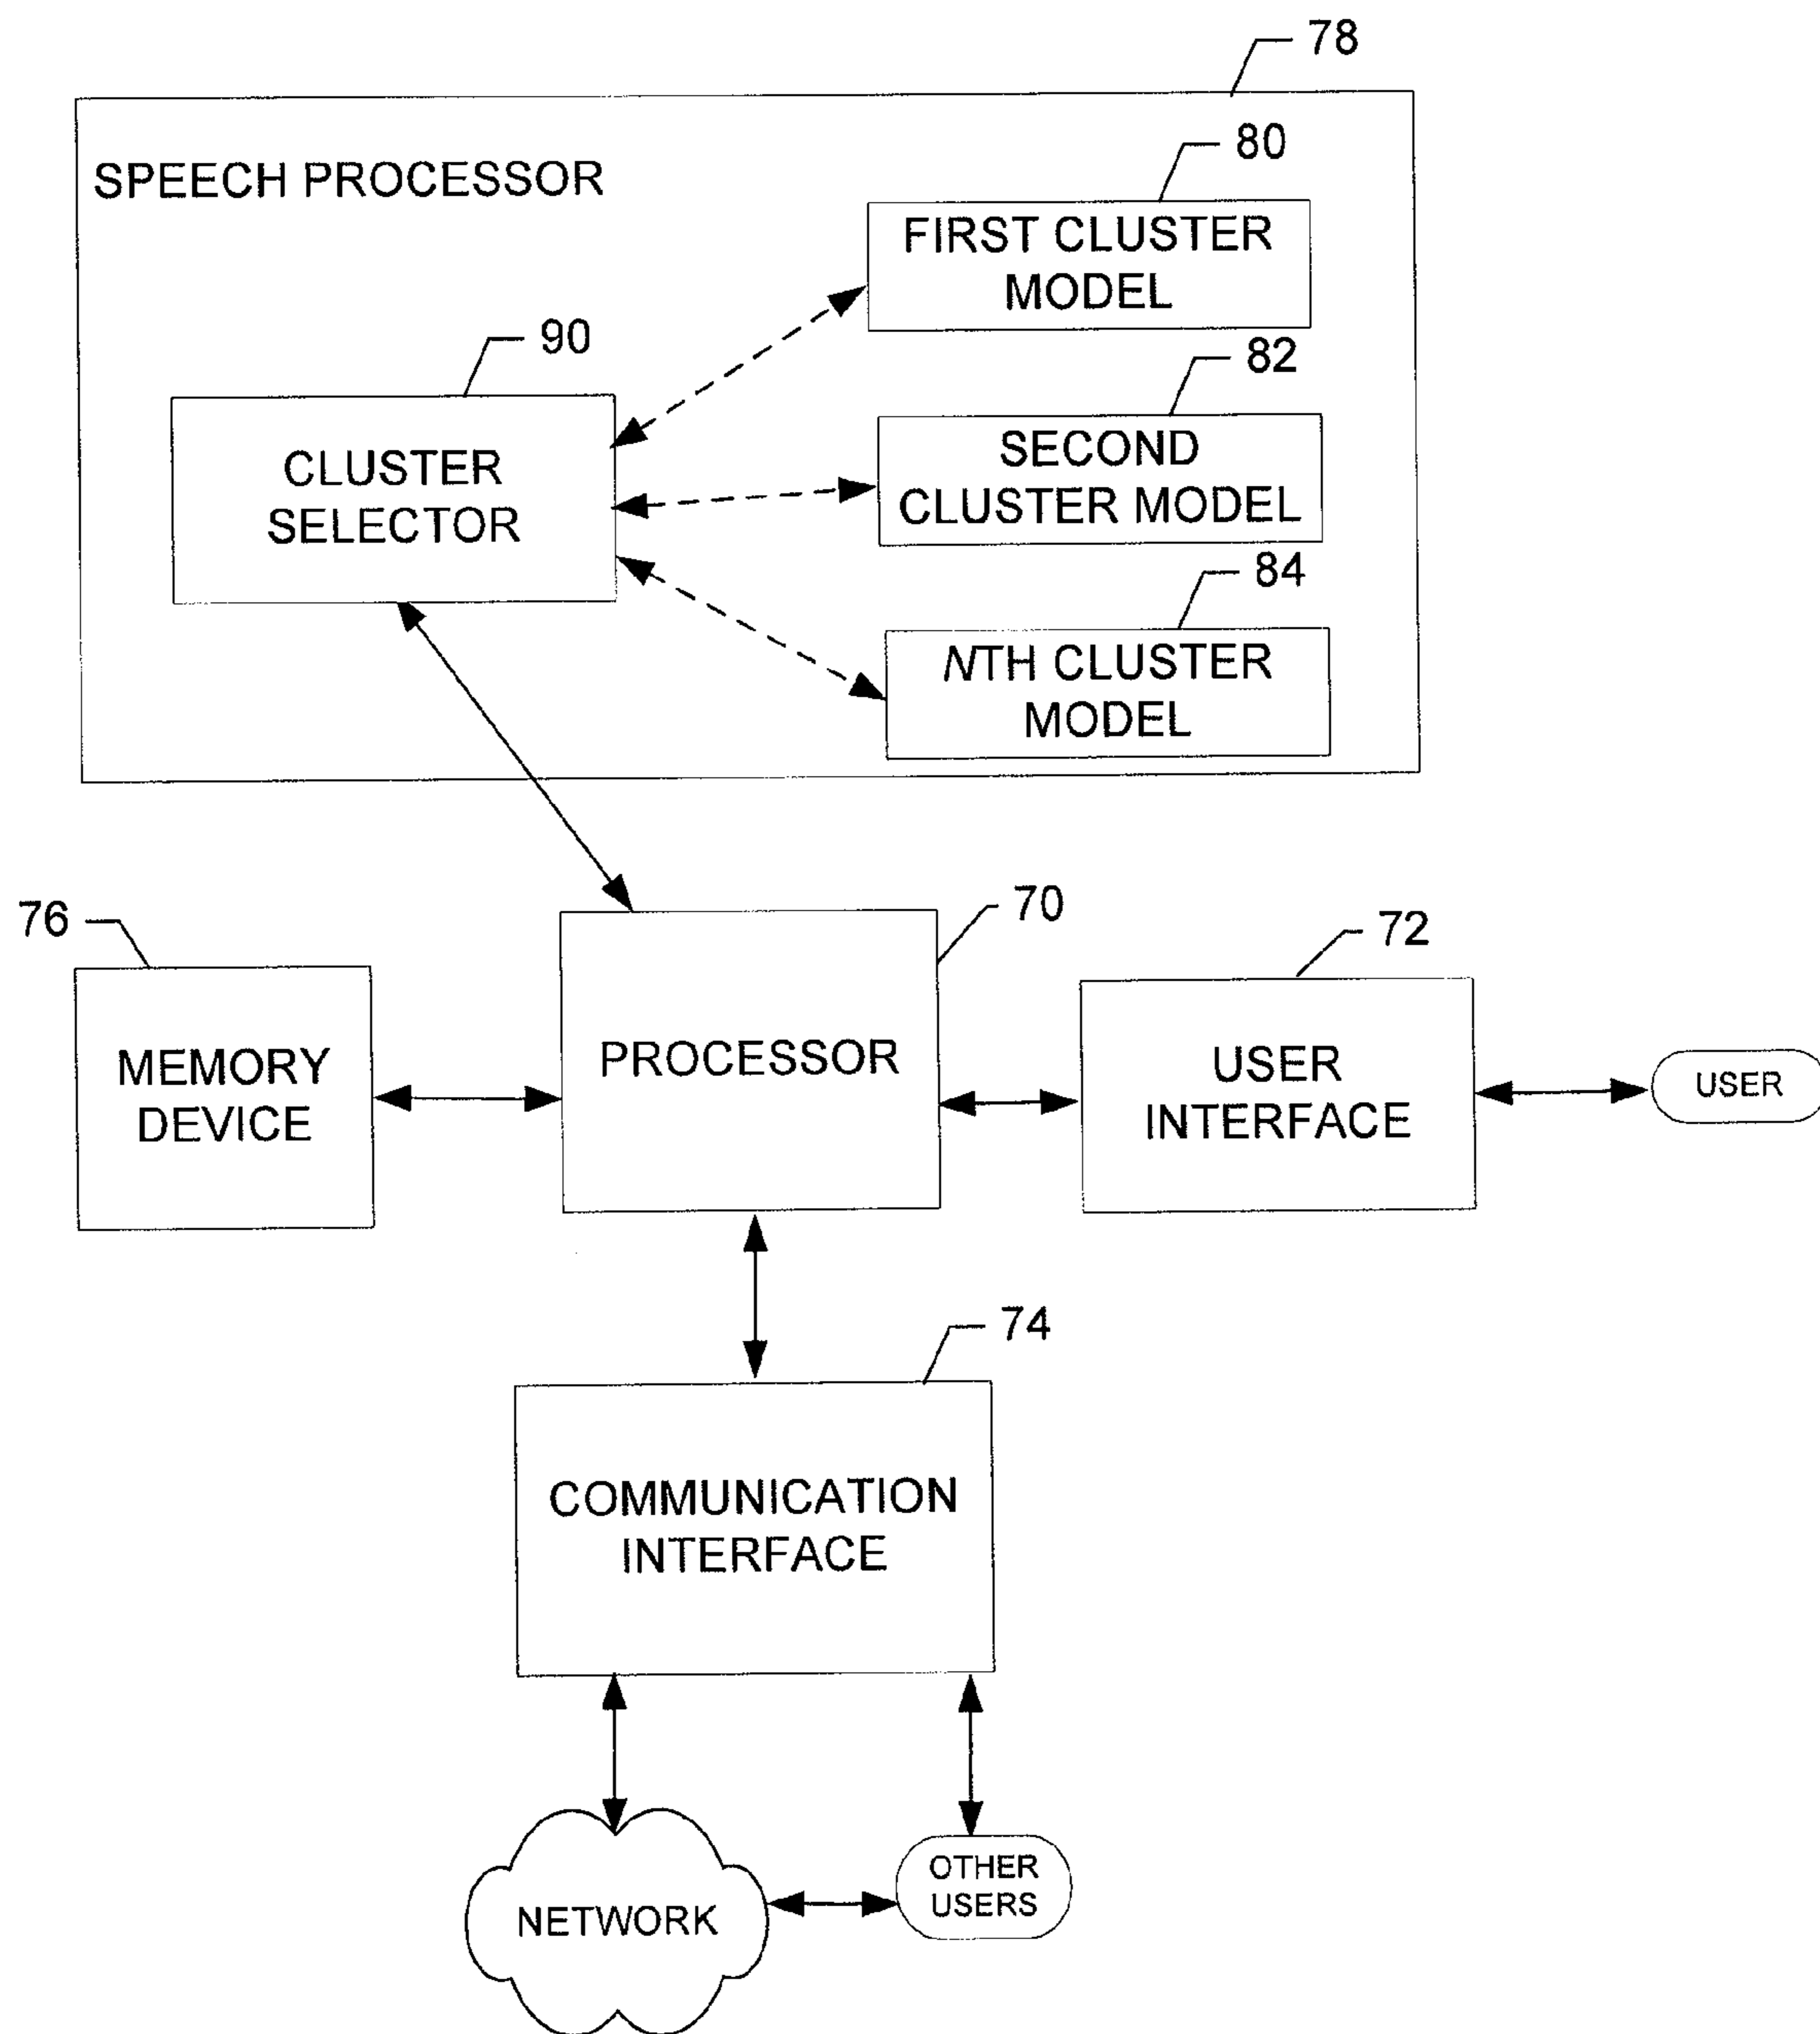 78
SPEECH PROCESSOR
80
FIRST CLUSTER
MODEL
90
CLUSTER
SELECTOR
82
SECOND
CLUSTER MODEL
84
NTH CLUSTER
MODEL
76
MEMORY
DEVICE
70
PROCESSOR
72
USER
INTERFACE
USER
74
COMMUNICATION
INTERFACE
NETWORK
OTHER
USERS